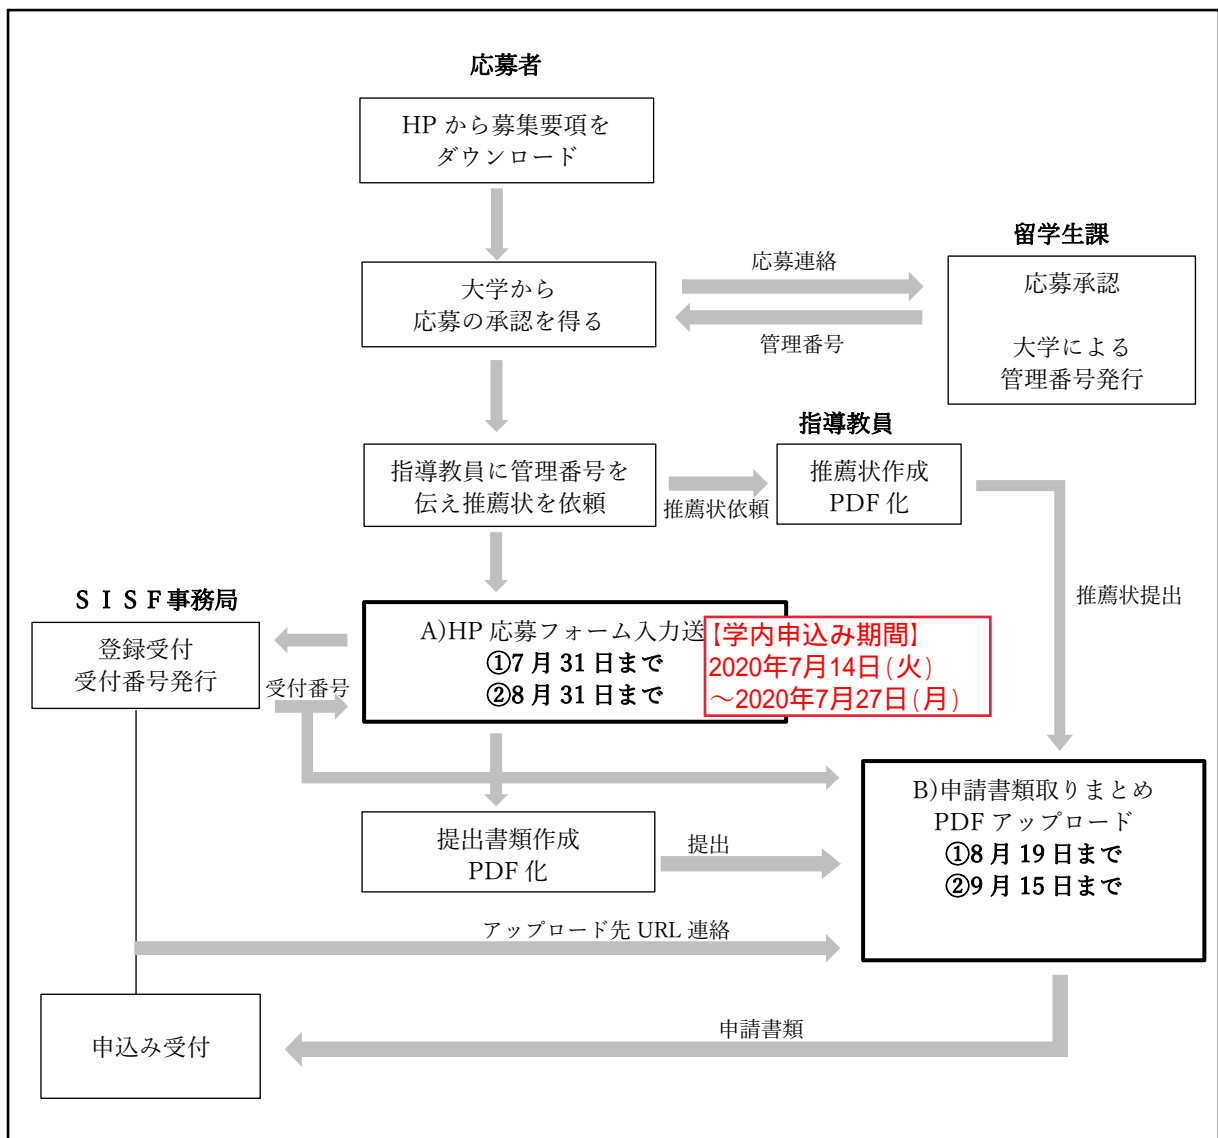 応募者
HP から募集要項を
ダウンロード
留学生課
大学から
応募の承認を得る
応募連絡
管理番号
応募承認
大学による
管理番号発行
指導教員
指導教員に管理番号を
伝え推薦状を依頼
推薦状依頼
推薦状作成
PDF 化
推薦状提出
ＳＩＳＦ事務局
登録受付
受付番号発行
受付番号
A)HP 応募フォーム入力送
①7 月 31 日まで
②8 月 31 日まで
【学内申込み期間】
2020年7月14日(火)
～2020年7月27日(月)
提出書類作成
PDF 化
提出
B)申請書類取りまとめ
PDF アップロード
①8 月 19 日まで
②9 月 15 日まで
アップロード先 URL 連絡
申込み受付
申請書類